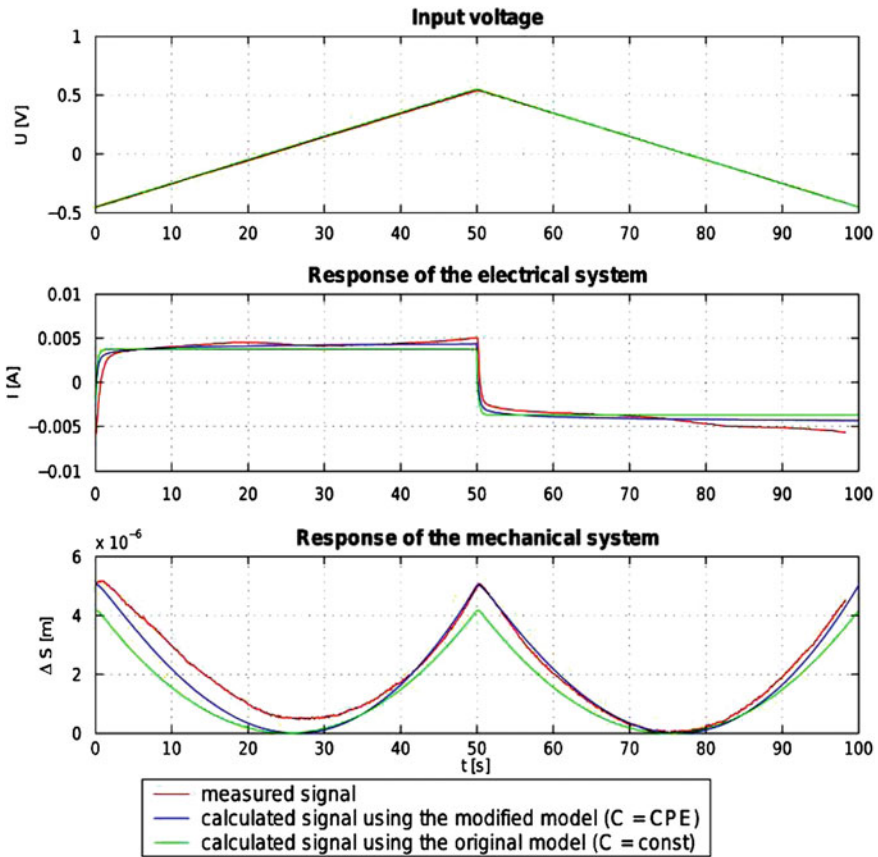 Input voltage
1
0.5
0
−0.5
U [V]
0 10 20 30 40 50 60 70 80 90 100
Response of the electrical system
0.01
0.005
0
−0.005
−0.01
I [A]
0 10 20 30 40 50 60 70 80 90 100
x 10⁻⁶
Response of the mechanical system
6
4
2
0
Δ S [m]
0 10 20 30 40 50 60 70 80 90 100
t [s]
measured signal
calculated signal using the modified model (C = CPE)
calculated signal using the original model (C = const)